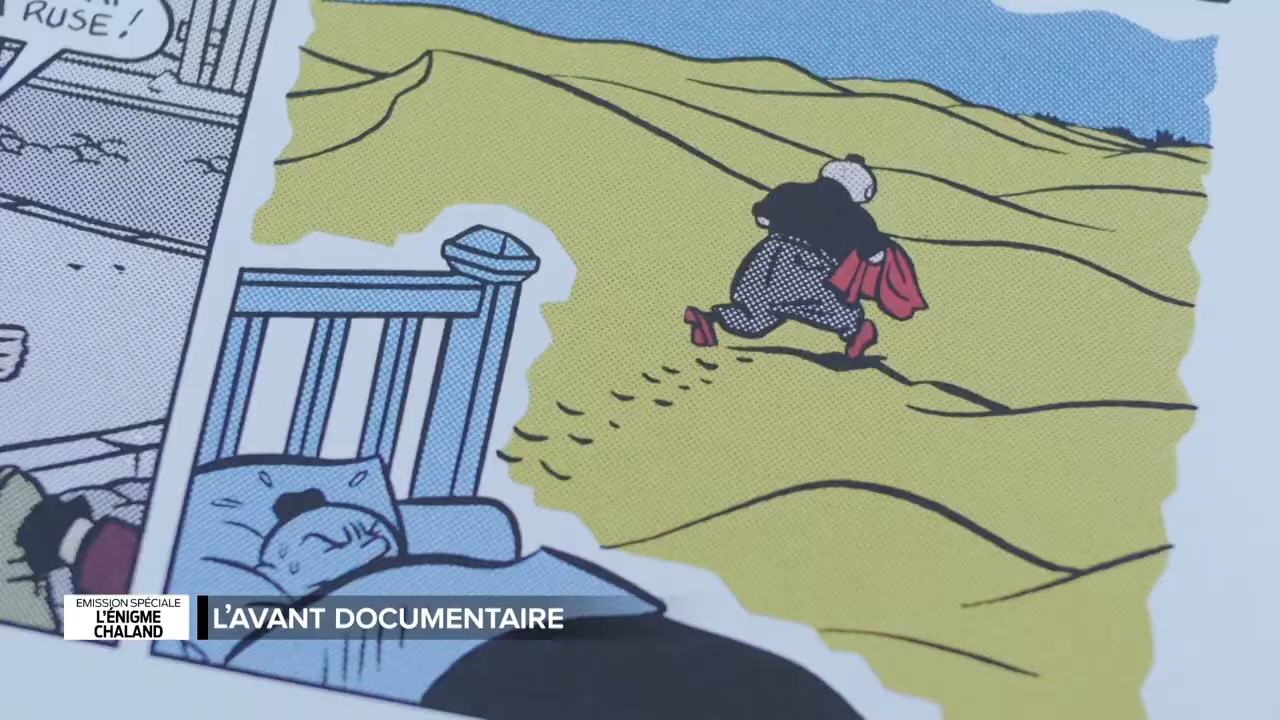 RUSE!
EMISSION SPÉCIALE
L'ÉNIGME
CHALAND
L'AVANT DOCUMENTAIRE